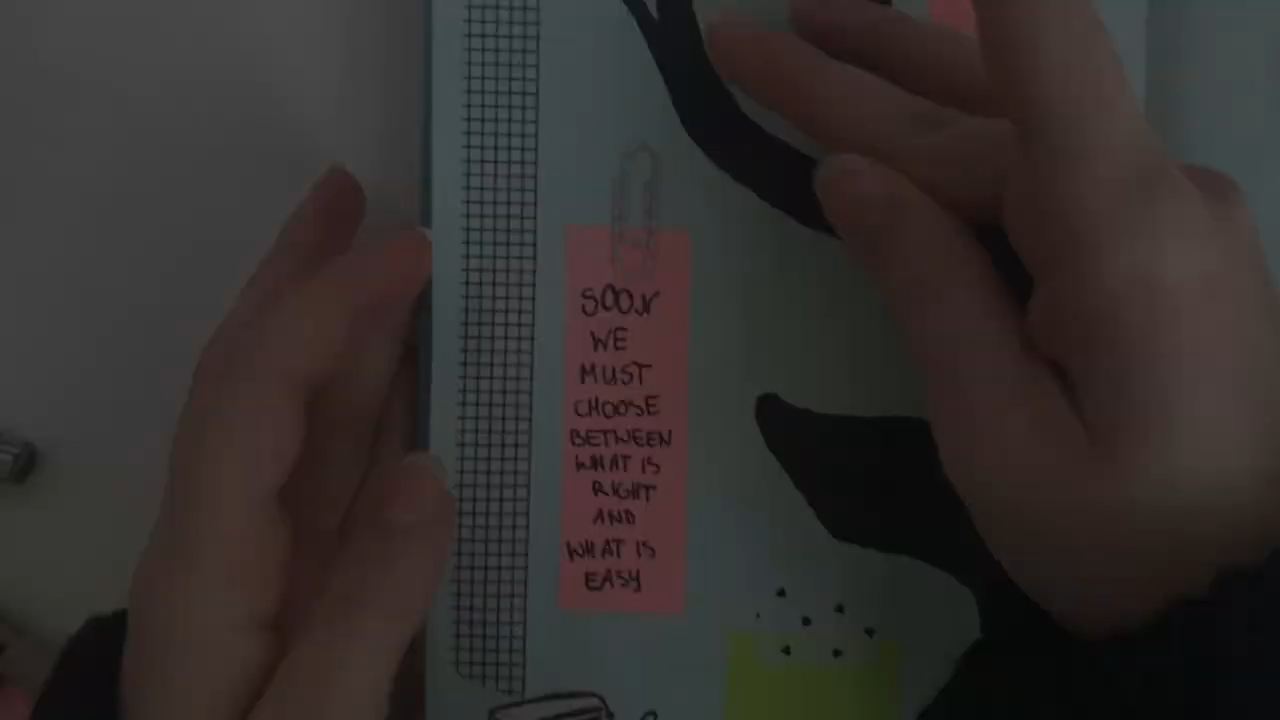 SOON
WE
MUST
CHOOSE
BETWEEN
WHAT IS
RIGHT
AND
WHAT IS
EASY